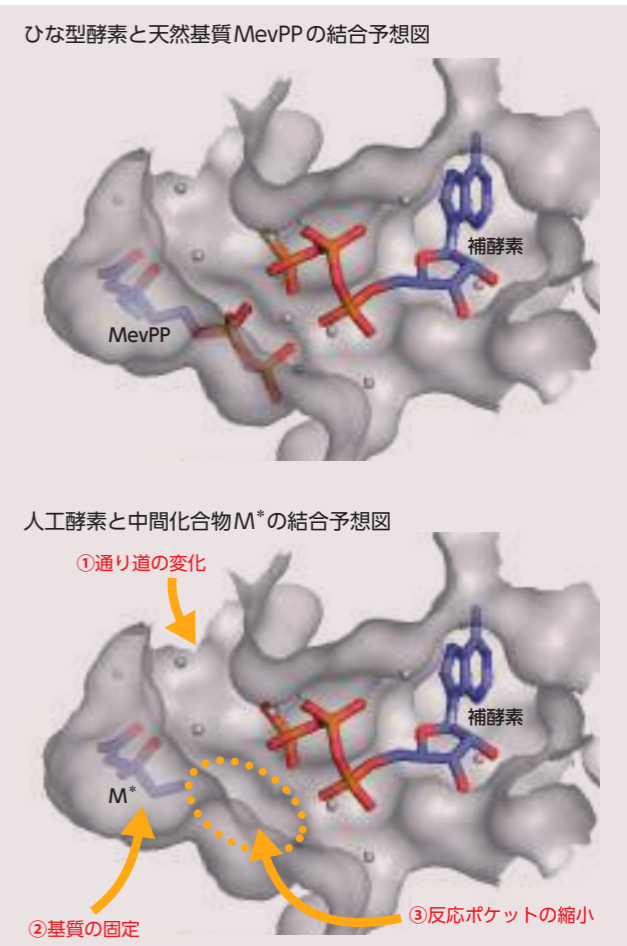 ひな型酵素と天然基質MevPPの結合予想図
補酵素
MevPP
人工酵素と中間化合物M*の結合予想図
①通り道の変化
補酵素
M*
③反応ポケットの縮小
②基質の固定